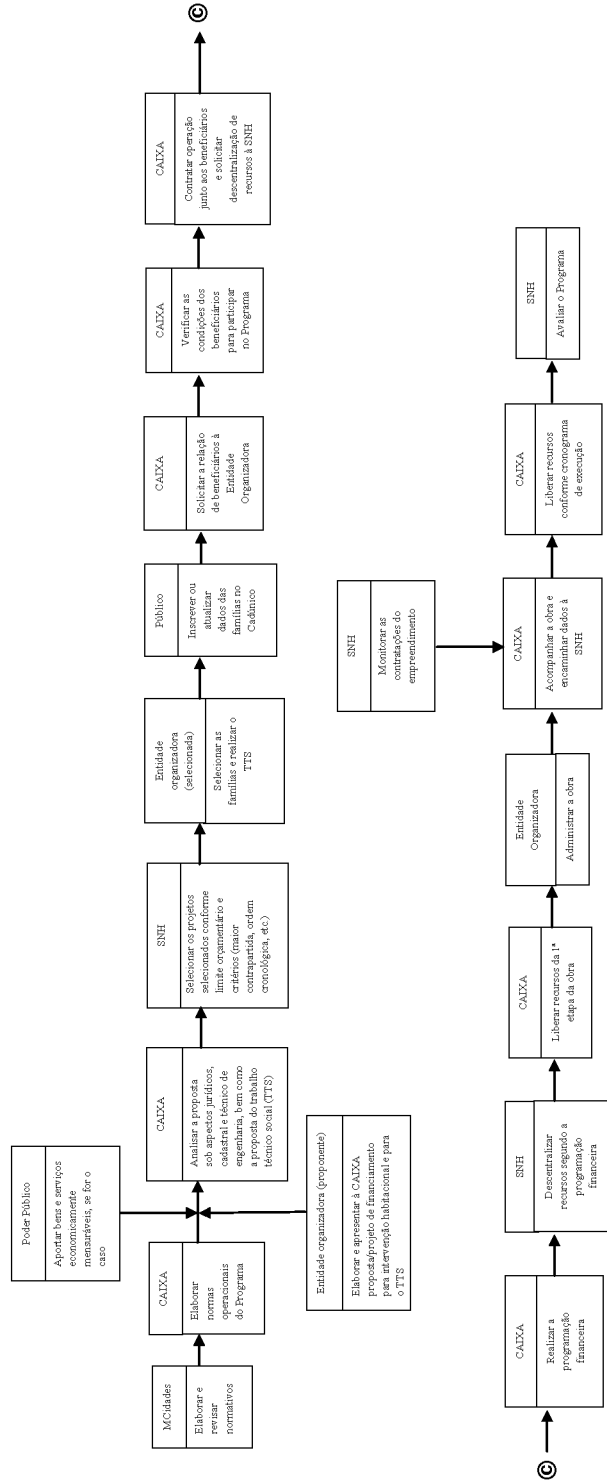 MCidades
Elaborar e
revisar
normativos
Poder Público
Aportar bens e serviços
economicamente
mensuráveis, se for o
caso
CAIXA
Elaborar
normas
operacionais
do Programa
Entidade organizadora (proponente)
Elaborar e apresentar à CAIXA
proposta/projeto de financiamento
para intervenção habitacional e para
o TTS
CAIXA
Analisar a proposta
sob aspectos jurídicos,
cadastral e técnico de
engenharia, bem como
a proposta do trabalho
técnico social (TTS)
SNH
Selecionar os projetos
selecionados conforme
limite orçamentário e
critérios (maior
contrapartida, ordem
cronológica, etc.)
Entidade
organizadora
(selecionada)
Selecionar as
famílias e realizar o
TTS
Público
Inscrever ou
atualizar
dados das
famílias no
Cadúnico
CAIXA
Solicitar a relação
de beneficiários à
Entidade
Organizadora
CAIXA
Verificar as
condições dos
beneficiários
para participar
no Programa
CAIXA
Contratar operação
junto aos beneficiários
e solicitar
descentralização de
recursos à SNH
C
C
CAIXA
Realizar a
programação
financeira
SNH
Descentralizar
recursos segundo a
programação
financeira
CAIXA
Liberar recursos da 1ª
etapa da obra
Entidade
Organizadora
Administrar a obra
SNH
Monitorar as
contratações do
empreendimento
CAIXA
Acompanhar a obra e
encaminhar dados à
SNH
CAIXA
Liberar recursos
conforme cronograma
de execução
SNH
Avaliar o Programa